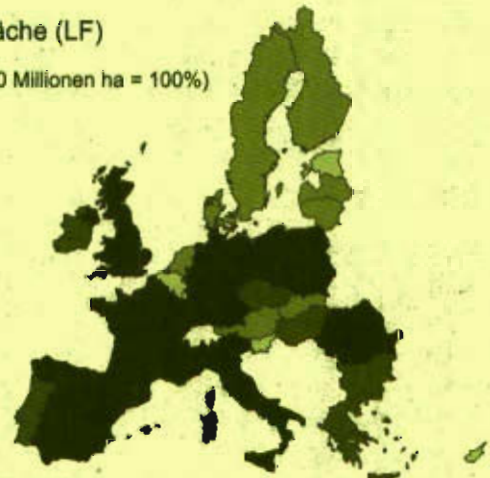 äche (LF)
0 Millionen ha = 100%)